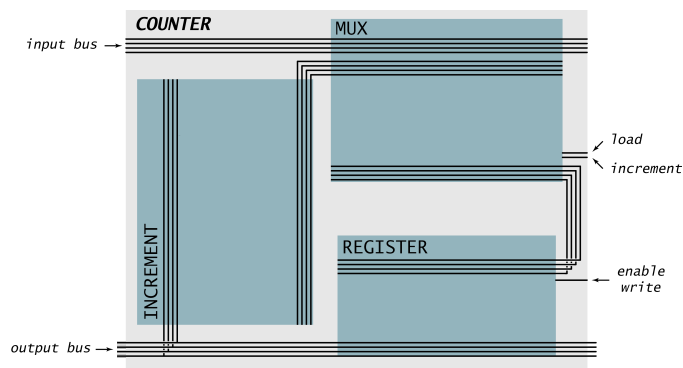 COUNTER
MUX
input bus
load
increment
INCREMENT
REGISTER
enable
write
output bus